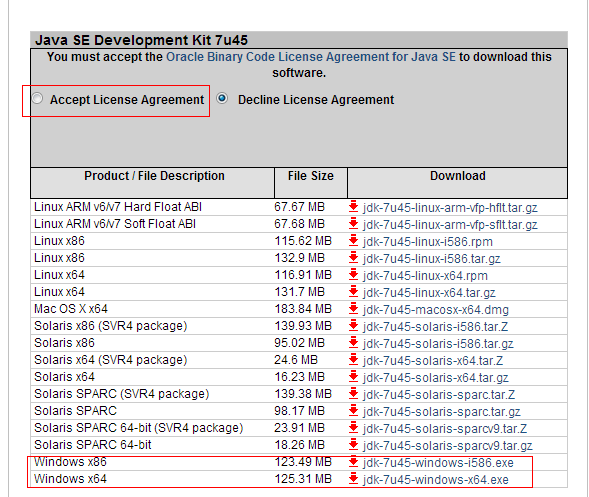 Java SE Development Kit 7u45
You must accept the Oracle Binary Code License Agreement for Java SE to download this
software.
Accept License Agreement Decline License Agreement
Product / File Description File Size Download
Linux ARM v6/v7 Hard Float ABI 67.67 MB jdk-7u45-linux-arm-vfp-hflt.tar.gz
Linux ARM v6/v7 Soft Float ABI 67.68 MB jdk-7u45-linux-arm-vfp-sflt.tar.gz
Linux x86 115.62 MB jdk-7u45-linux-i586.rpm
Linux x86 132.9 MB jdk-7u45-linux-i586.tar.gz
Linux x64 116.91 MB jdk-7u45-linux-x64.rpm
Linux x64 131.7 MB jdk-7u45-linux-x64.tar.gz
Mac OS X x64 183.84 MB jdk-7u45-macosx-x64.dmg
Solaris x86 (SVR4 package) 139.93 MB jdk-7u45-solaris-i586.tar.Z
Solaris x86 95.02 MB jdk-7u45-solaris-i586.tar.gz
Solaris x64 (SVR4 package) 24.6 MB jdk-7u45-solaris-x64.tar.Z
Solaris x64 16.23 MB jdk-7u45-solaris-x64.tar.gz
Solaris SPARC (SVR4 package) 139.38 MB jdk-7u45-solaris-sparc.tar.Z
Solaris SPARC 98.17 MB jdk-7u45-solaris-sparc.tar.gz
Solaris SPARC 64-bit (SVR4 package) 23.91 MB jdk-7u45-solaris-sparcv9.tar.Z
Solaris SPARC 64-bit 18.26 MB jdk-7u45-solaris-sparcv9.tar.gz
Windows x86 123.49 MB jdk-7u45-windows-i586.exe
Windows x64 125.31 MB jdk-7u45-windows-x64.exe